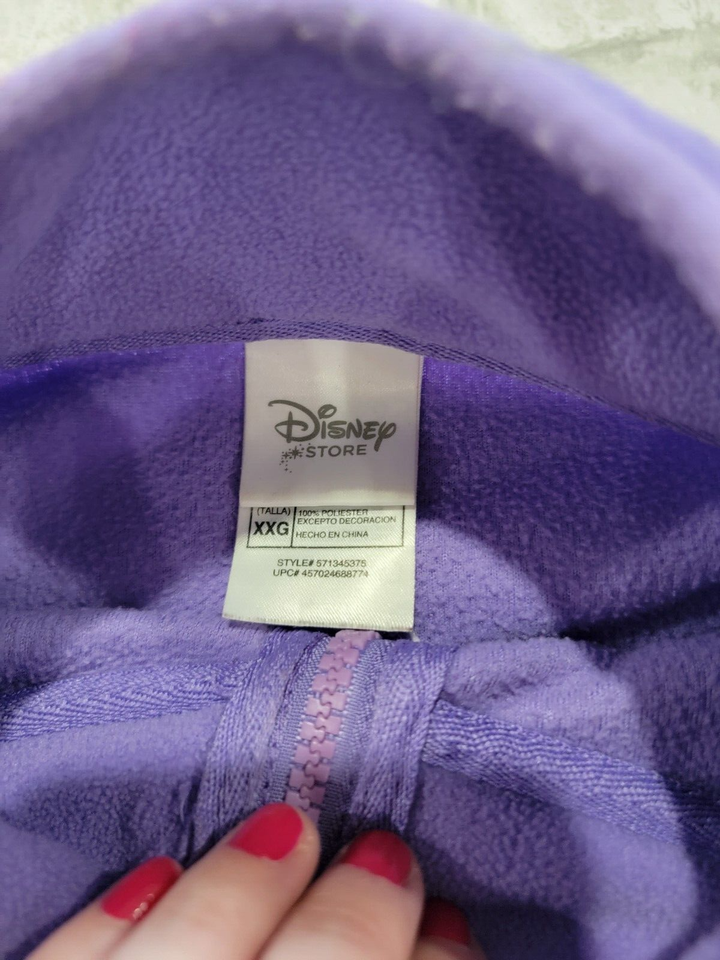 Disney
STORE
(TALLA)
XXG
100% POLIESTER
EXCEPTO DECORACION
HECHO EN CHINA
STYLE# 571345375
UPC# 457024688774